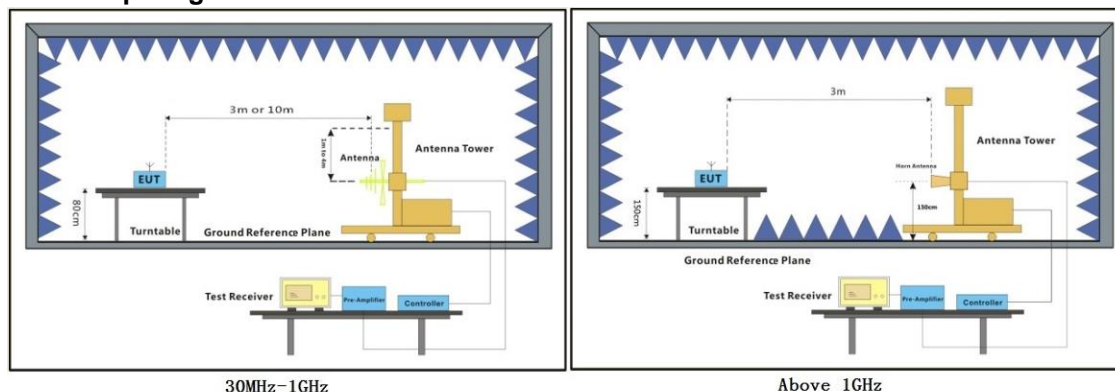 3m or 10m
1m to 4m
Antenna
Antenna Tower
EUT
80cm
Turntable
Ground Reference Plane
Test Receiver
Pre-Amplifier
Controller
30MHz-1GHz
3m
Horn Antenna
Antenna Tower
EUT
150cm
150cm
Turntable
Ground Reference Plane
Test Receiver
Pre-Amplifier
Controller
Above 1GHz